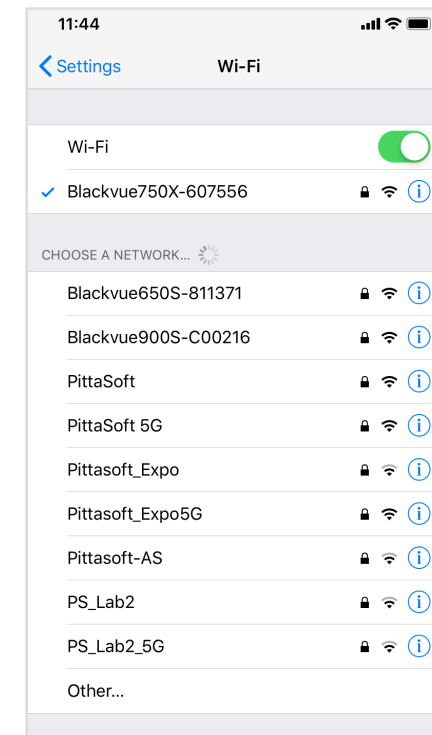 11:44
Settings Wi-Fi
Wi-Fi
Blackvue750X-607556
CHOOSE A NETWORK...
Blackvue650S-811371
Blackvue900S-C00216
PittaSoft
PittaSoft 5G
Pittasoft_Expo
Pittasoft_Expo5G
Pittasoft-AS
PS_Lab2
PS_Lab2_5G
Other...